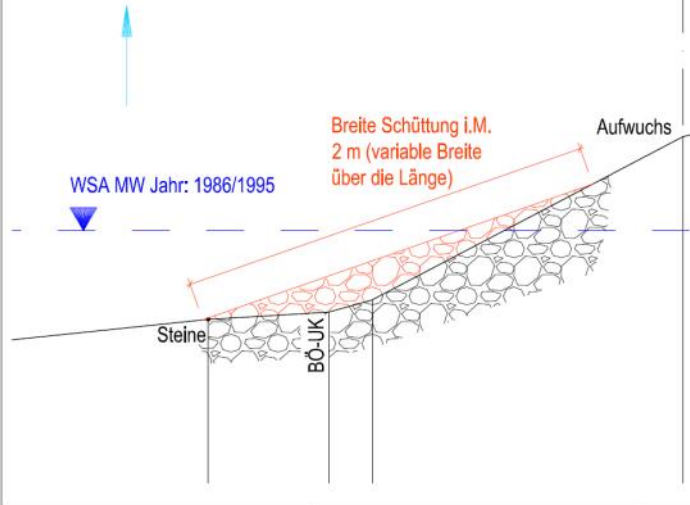 Breite Schüttung i.M.
2 m (variable Breite
über die Länge)
Aufwuchs
WSA MW Jahr: 1986/1995
Steine
BÖ-UK